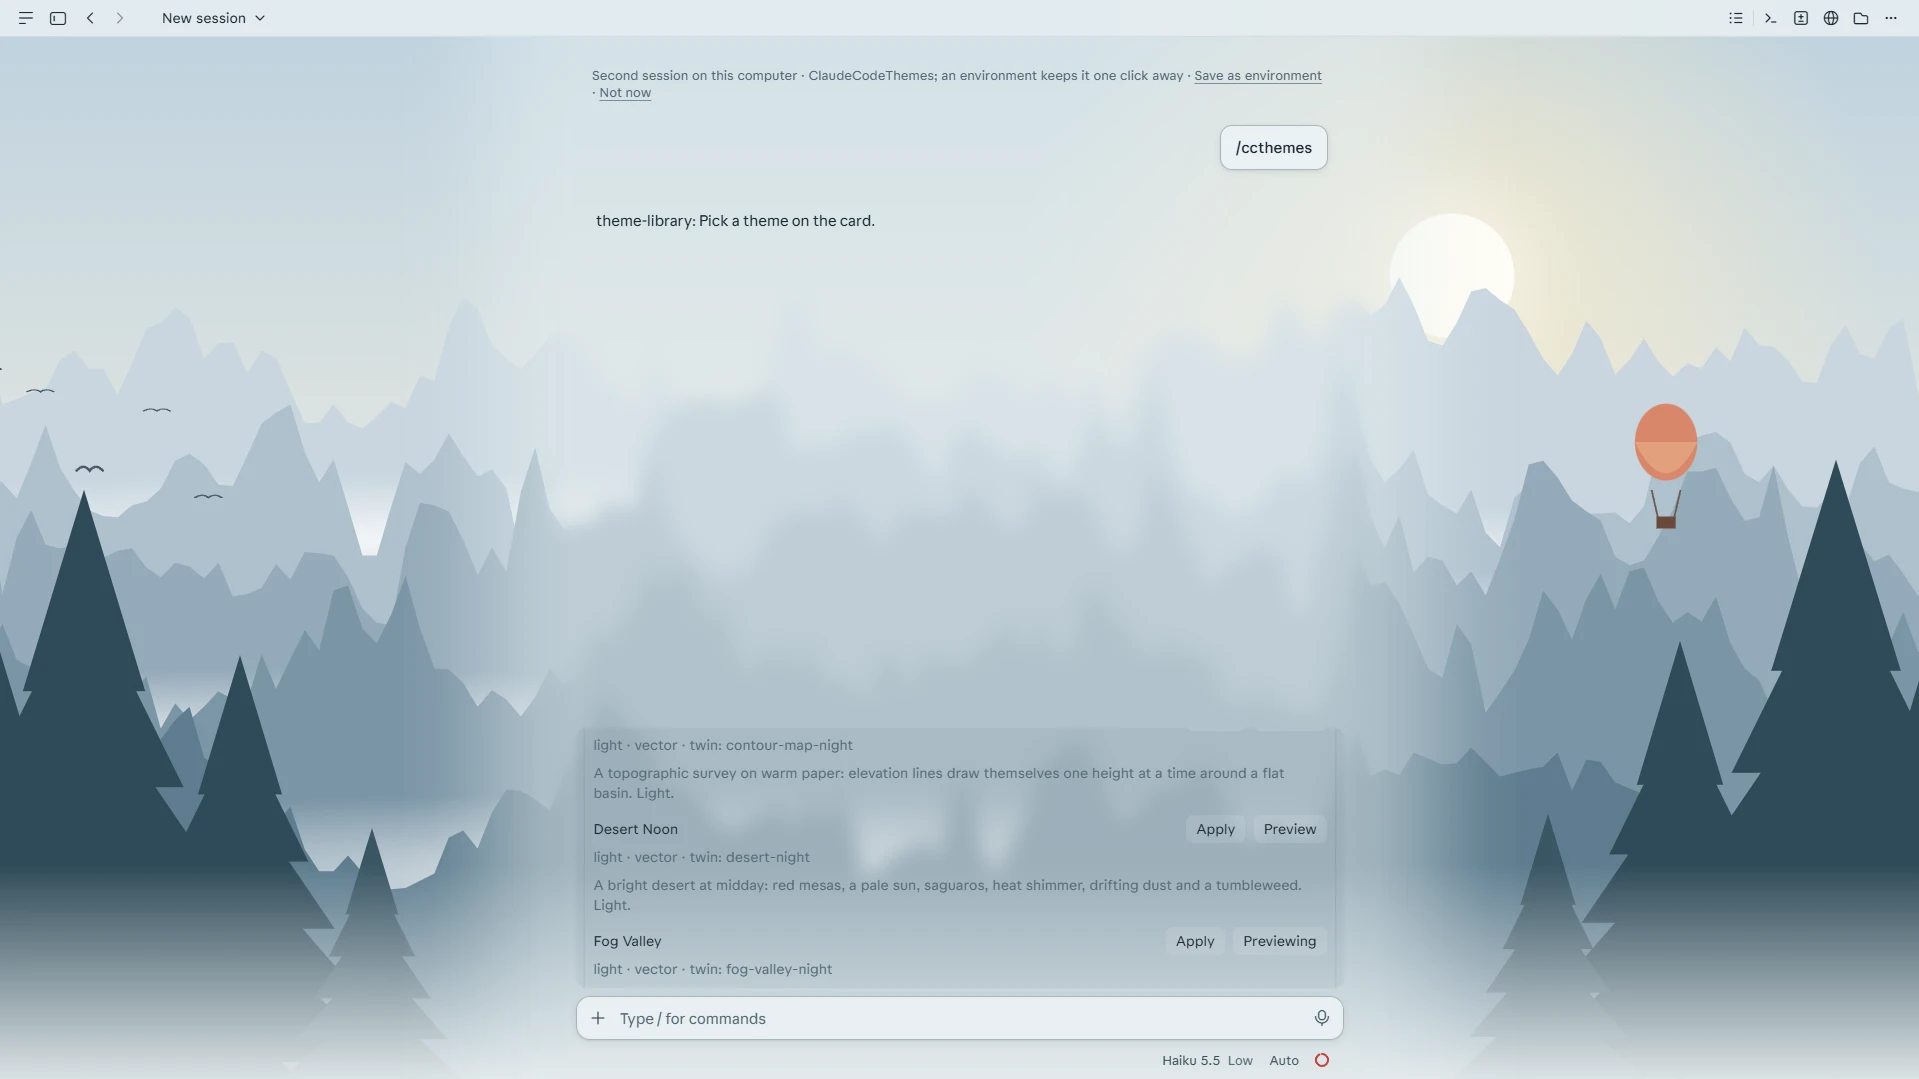 New session
Second session on this computer · ClaudeCodeThemes; an environment keeps it one click away · Save as environment
· Not now
/ccthemes
theme-library: Pick a theme on the card.
light · vector · twin: contour-map-night
A topographic survey on warm paper: elevation lines draw themselves one height at a time around a flat
basin. Light.
Desert Noon Apply Preview
light · vector · twin: desert-night
A bright desert at midday: red mesas, a pale sun, saguaros, heat shimmer, drifting dust and a tumbleweed.
Light.
Fog Valley Apply Previewing
light · vector · twin: fog-valley-night
Type / for commands
Haiku 5.5 Low Auto